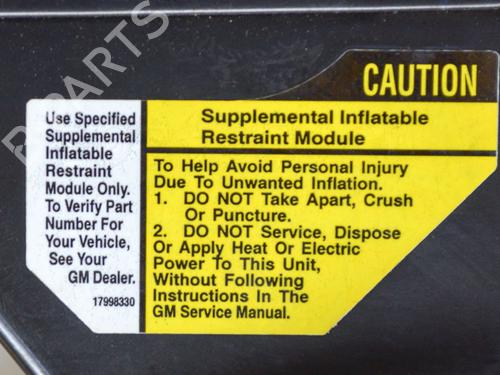 CAUTION
Use Specified
Supplemental
Inflatable
Restraint
Module Only.
To Verify Part
Number For
Your Vehicle,
See Your
GM Dealer.
17998330
Supplemental Inflatable
Restraint Module
To Help Avoid Personal Injury
Due To Unwanted Inflation.
1. DO NOT Take Apart, Crush
Or Puncture.
2. DO NOT Service, Dispose
Or Apply Heat Or Electric
Power To This Unit,
Without Following
Instructions In The
GM Service Manual.